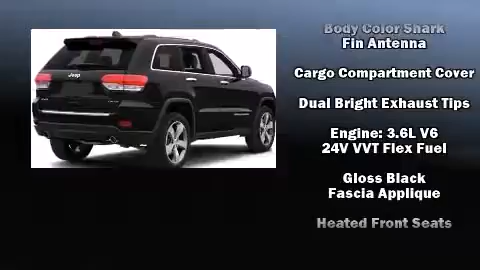 Body Color Shark
Fin Antenna
Cargo Compartment Cover
Dual Bright Exhaust Tips
Engine: 3.6L V6
24V VVT Flex Fuel
Gloss Black
Fascia Applique
Heated Front Seats
Jeep